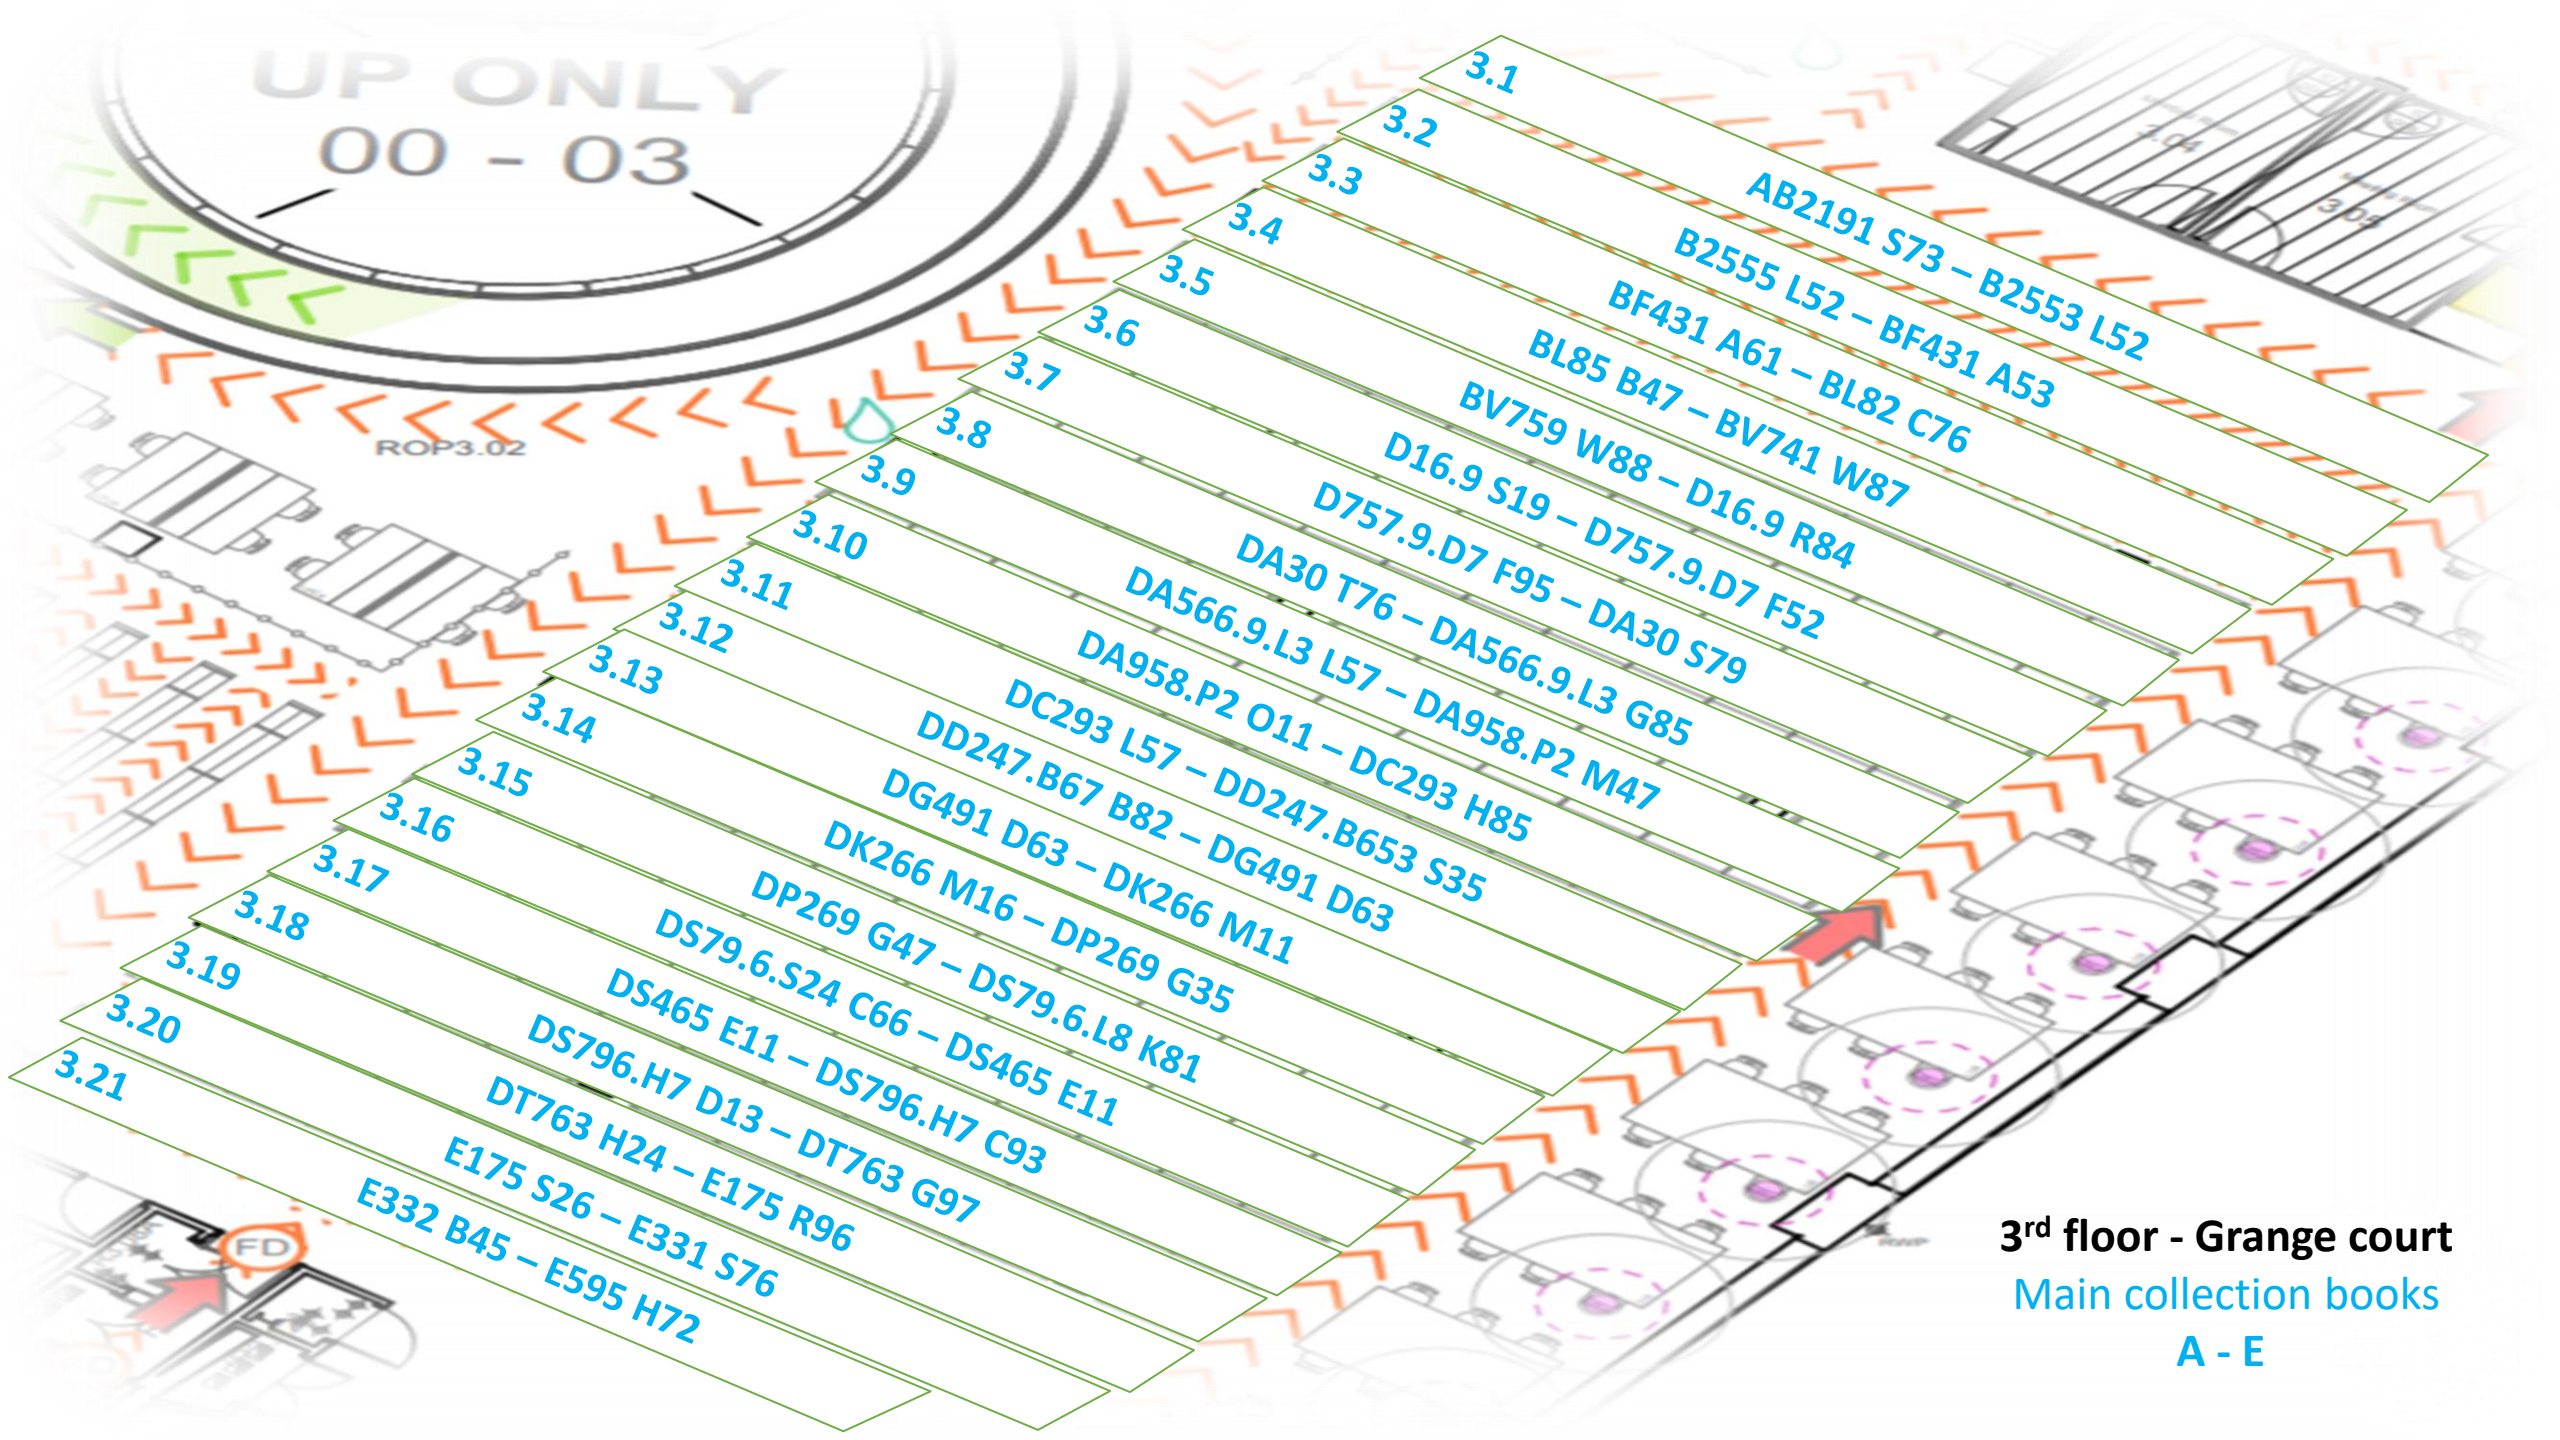 UP ONLY
00 - 03
3.1
AB2191 S73 – B2553 L52
3.2
B2555 L52 – BF431 A53
3.3
BF431 A61 – BL82 C76
3.4
BL85 B47 – BV741 W87
3.5
BV759 W88 – D16.9 R84
3.6
D16.9 S19 – D757.9.D7 F52
3.7
D757.9.D7 F95 – DA30 S79
3.8
DA30 T76 – DA566.9.L3 G85
3.9
DA566.9.L3 L57 – DA958.P2 M47
3.10
DA958.P2 O11 – DC293 H85
3.11
DC293 L57 – DD247.B653 S35
3.12
DD247.B67 B82 – DG491 D63
3.13
DG491 D63 – DK266 M11
3.14
DK266 M16 – DP269 G35
3.15
DP269 G47 – DS79.6.L8 K81
3.16
DS79.6.S24 C66 – DS465 E11
3.17
DS465 E11 – DS796.H7 C93
3.18
DS796.H7 D13 – DT763 G97
3.19
DT763 H24 – E175 R96
3.20
E175 S26 – E331 S76
3.21
E332 B45 – E595 H72
ROP3.02
3.04
3.05
FD
FD
3rd floor - Grange court
Main collection books
A - E